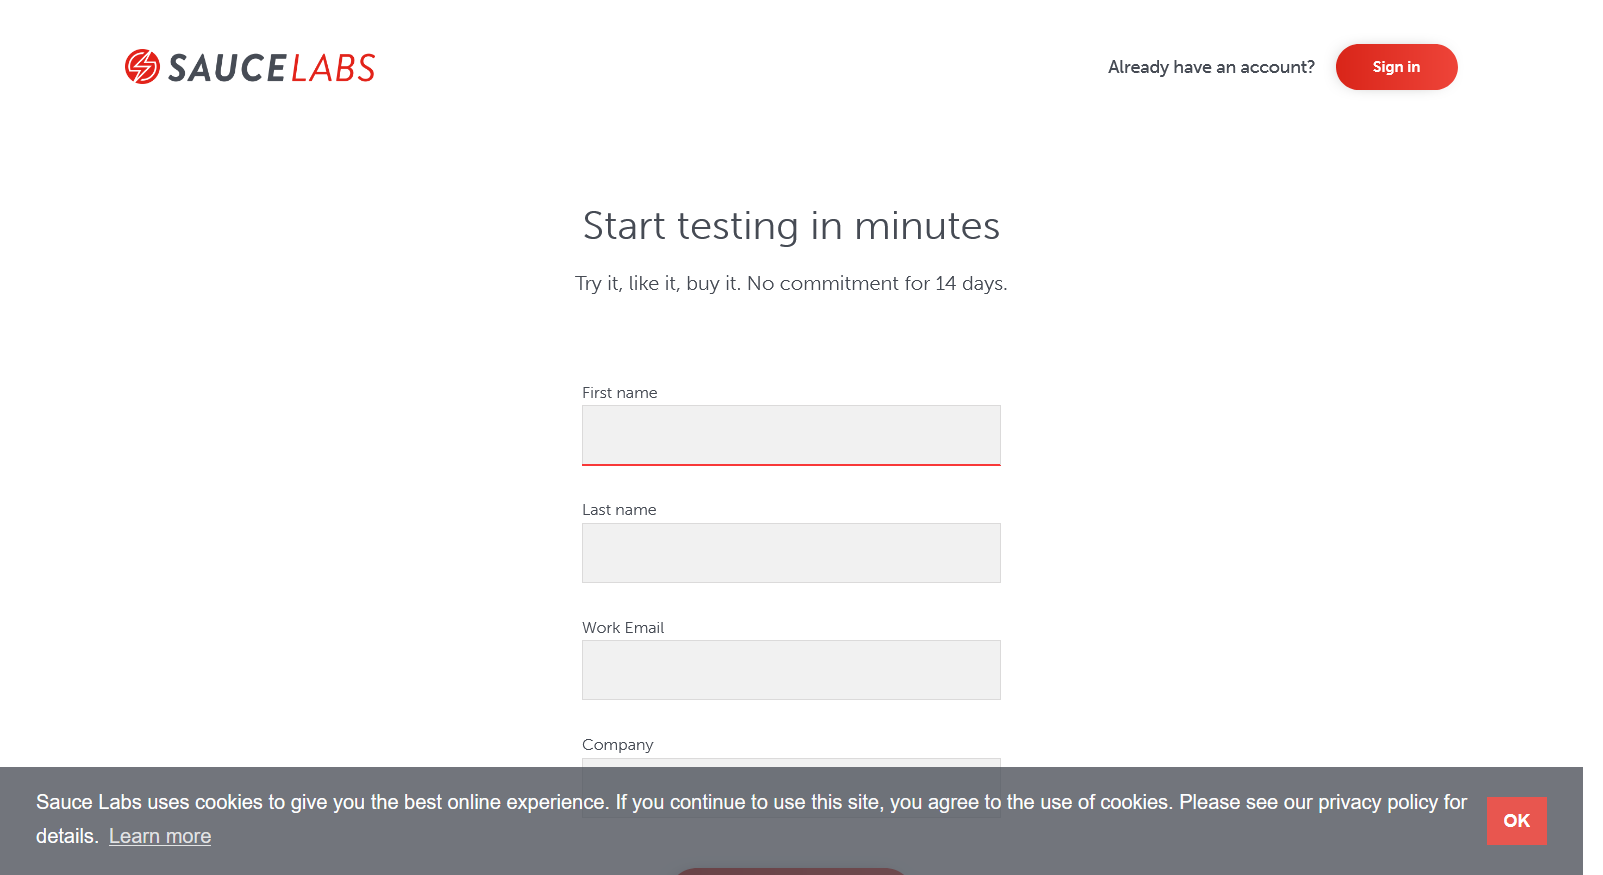 SAUCE LABS
Already have an account?
Sign in
Start testing in minutes
Try it, like it, buy it. No commitment for 14 days.
First name
Last name
Work Email
Company
Sauce Labs uses cookies to give you the best online experience. If you continue to use this site, you agree to the use of cookies. Please see our privacy policy for
details. Learn more
OK